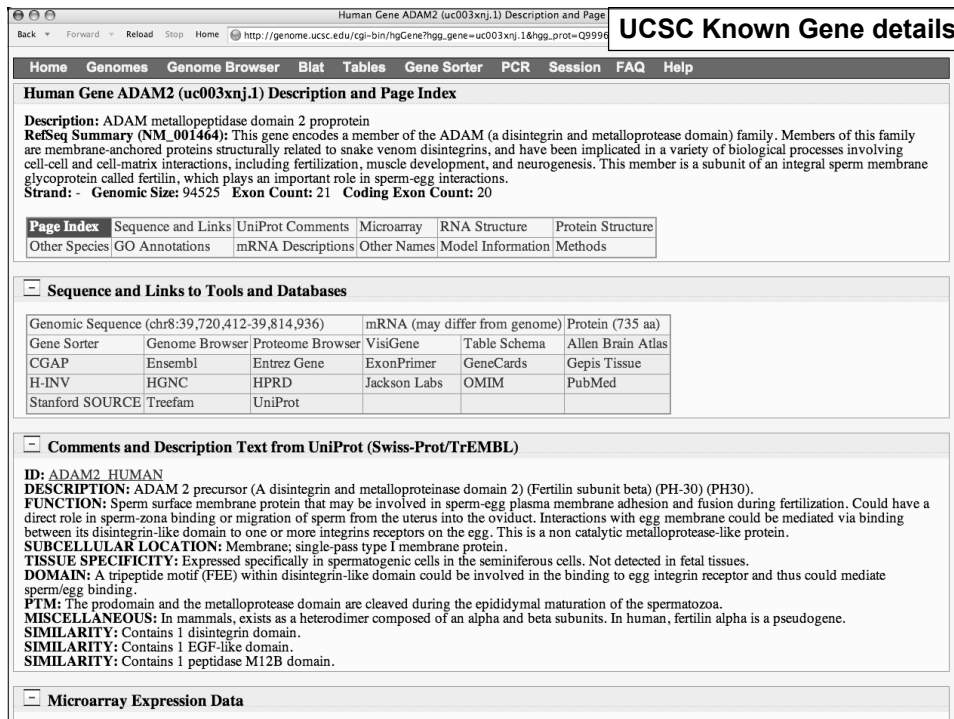 Human Gene ADAM2 (uc003xnj.1) Description and Page
UCSC Known Gene details
Back Forward Reload Stop Home http://genome.ucsc.edu/cgi-bin/hgGene?hgg_gene=uc003xnj.1&hgg_prot=Q9996
Home Genomes Genome Browser Blat Tables Gene Sorter PCR Session FAQ Help
Human Gene ADAM2 (uc003xnj.1) Description and Page Index
Description: ADAM metallopeptidase domain 2 proprotein
RefSeq Summary (NM_001464): This gene encodes a member of the ADAM (a disintegrin and metalloprotease domain) family. Members of this family
are membrane-anchored proteins structurally related to snake venom disintegrins, and have been implicated in a variety of biological processes involving
cell-cell and cell-matrix interactions, including fertilization, muscle development, and neurogenesis. This member is a subunit of an integral sperm membrane
glycoprotein called fertilin, which plays an important role in sperm-egg interactions.
Strand: - Genomic Size: 94525 Exon Count: 21 Coding Exon Count: 20
Page Index Sequence and Links UniProt Comments Microarray RNA Structure Protein Structure
Other Species GO Annotations mRNA Descriptions Other Names Model Information Methods
- Sequence and Links to Tools and Databases
Genomic Sequence (chr8:39,720,412-39,814,936) mRNA (may differ from genome) Protein (735 aa)
Gene Sorter Genome Browser Proteome Browser VisiGene Table Schema Allen Brain Atlas
CGAP Ensembl Entrez Gene ExonPrimer GeneCards Gepis Tissue
H-INV HGNC HPRD Jackson Labs OMIM PubMed
Stanford SOURCE Treefam UniProt
- Comments and Description Text from UniProt (Swiss-Prot/TrEMBL)
ID: ADAM2_HUMAN
DESCRIPTION: ADAM 2 precursor (A disintegrin and metalloproteinase domain 2) (Fertilin subunit beta) (PH-30) (PH30).
FUNCTION: Sperm surface membrane protein that may be involved in sperm-egg plasma membrane adhesion and fusion during fertilization. Could have a
direct role in sperm-zona binding or migration of sperm from the uterus into the oviduct. Interactions with egg membrane could be mediated via binding
between its disintegrin-like domain to one or more integrins receptors on the egg. This is a non catalytic metalloprotease-like protein.
SUBCELLULAR LOCATION: Membrane; single-pass type I membrane protein.
TISSUE SPECIFICITY: Expressed specifically in spermatogenic cells in the seminiferous cells. Not detected in fetal tissues.
DOMAIN: A tripeptide motif (FEE) within disintegrin-like domain could be involved in the binding to egg integrin receptor and thus could mediate
sperm/egg binding.
PTM: The prodomain and the metalloprotease domain are cleaved during the epididymal maturation of the spermatozoa.
MISCELLANEOUS: In mammals, exists as a heterodimer composed of an alpha and beta subunits. In human, fertilin alpha is a pseudogene.
SIMILARITY: Contains 1 disintegrin domain.
SIMILARITY: Contains 1 EGF-like domain.
SIMILARITY: Contains 1 peptidase M12B domain.
- Microarray Expression Data